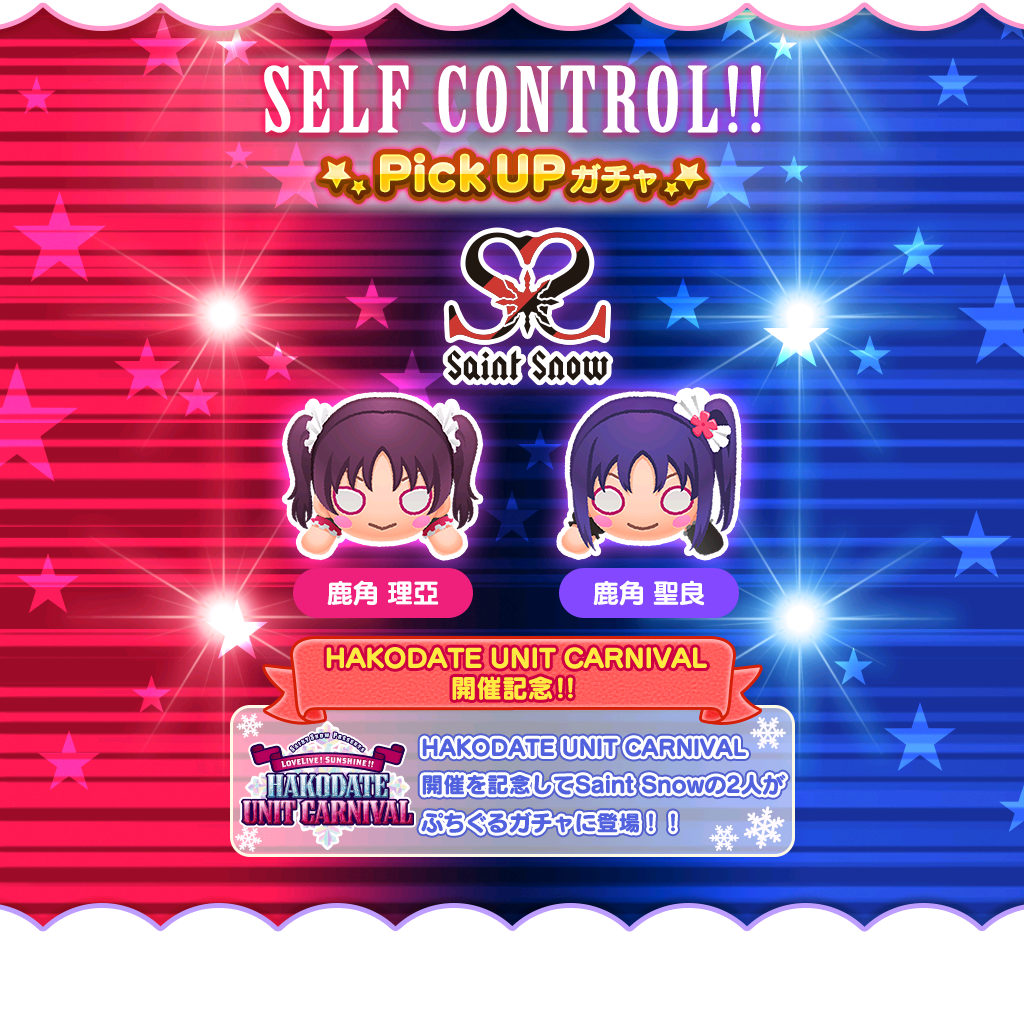 SELF CONTROL!!
Pick UPガチャ
Saint Snow
鹿角 理亞
鹿角 聖良
HAKODATE UNIT CARNIVAL
開催記念!!
Saint Snow Presents
LOVELIVE! SUNSHINE!!
HAKODATE
UNIT CARNIVAL
HAKODATE UNIT CARNIVAL
開催を記念してSaint Snowの2人が
ぷちぐるガチャに登場！！